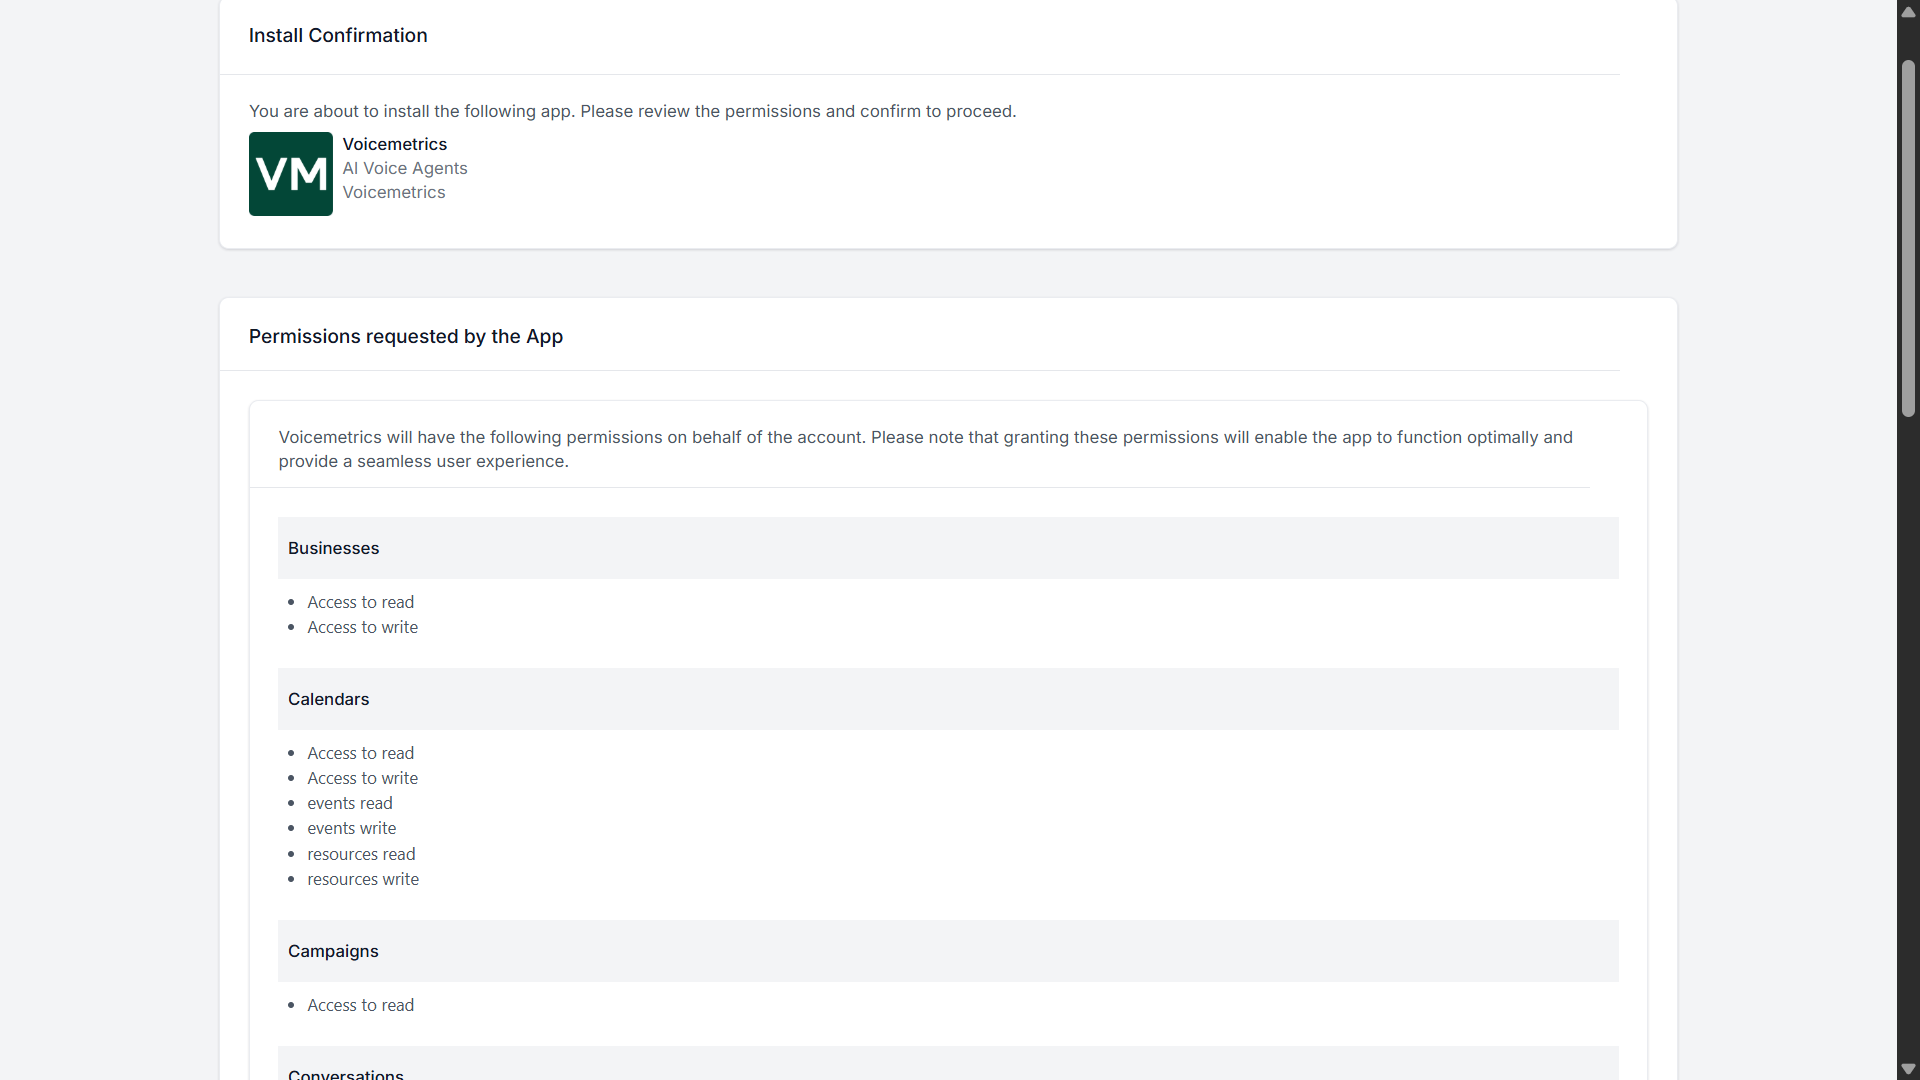 Install Confirmation
You are about to install the following app. Please review the permissions and confirm to proceed.
VM
Voicemetrics
AI Voice Agents
Voicemetrics
Permissions requested by the App
Voicemetrics will have the following permissions on behalf of the account. Please note that granting these permissions will enable the app to function optimally and
provide a seamless user experience.
Businesses
Access to read
Access to write
Calendars
Access to read
Access to write
events read
events write
resources read
resources write
Campaigns
Access to read
Conversations